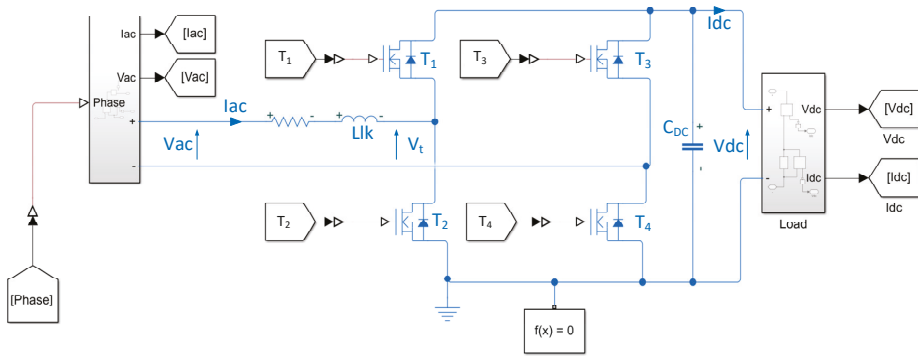 Iac
[Iac]
Vac
[Vac]
Phase
+
-
Iac
Vac
+
-
+
-
Llk
Vt
T1
T1
T3
T3
T2
T2
T4
T4
Idc
CDC
+
-
Vdc
+
-
Vdc
Idc
Load
[Vdc]
Vdc
[Idc]
Idc
[Phase]
f(x) = 0